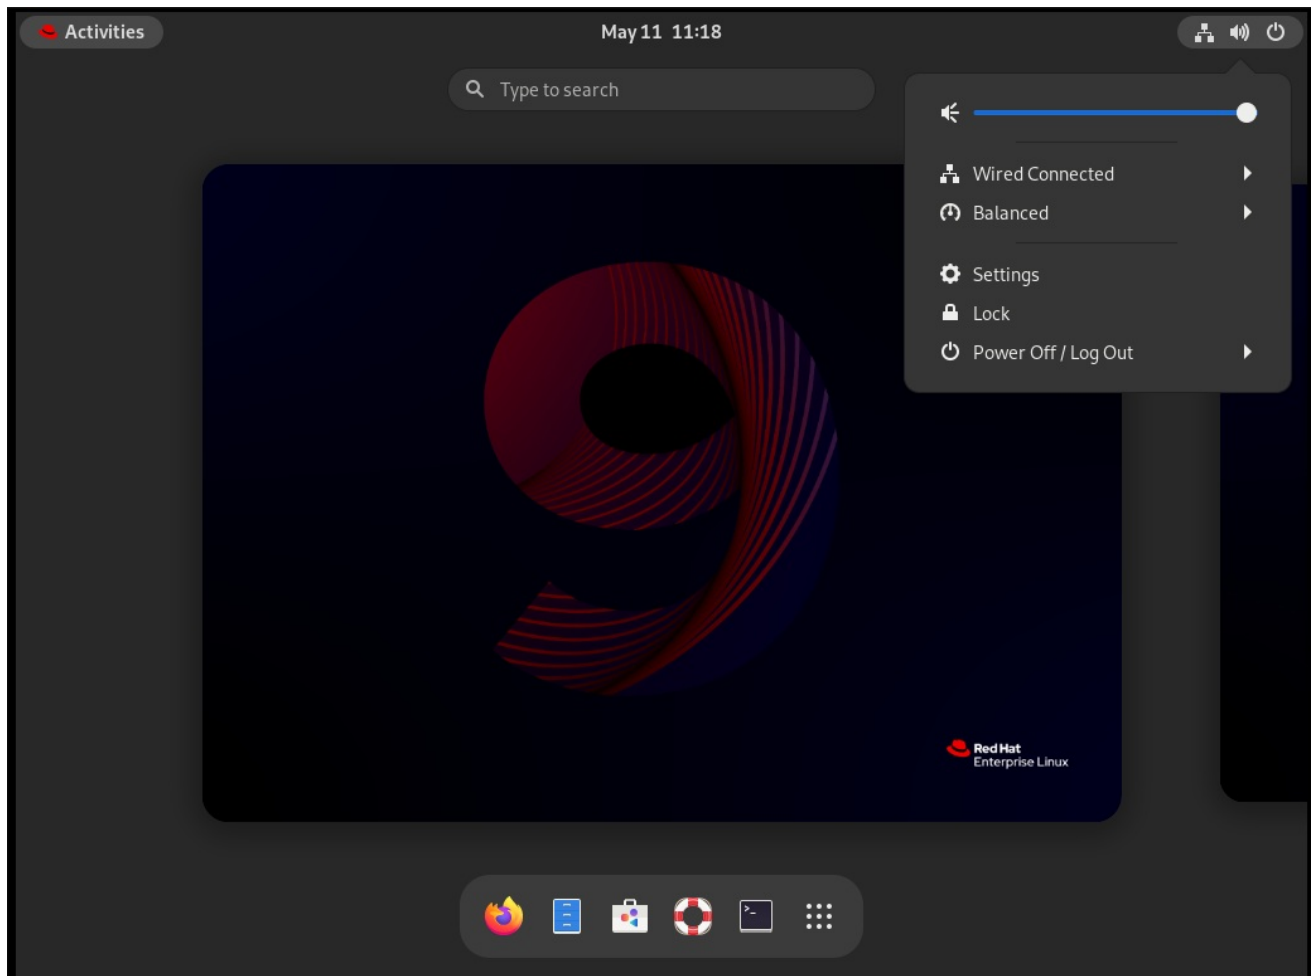 Activities
May 11 11:18
Type to search
Wired Connected
Balanced
Settings
Lock
Power Off / Log Out
9
Red Hat
Enterprise Linux
>_